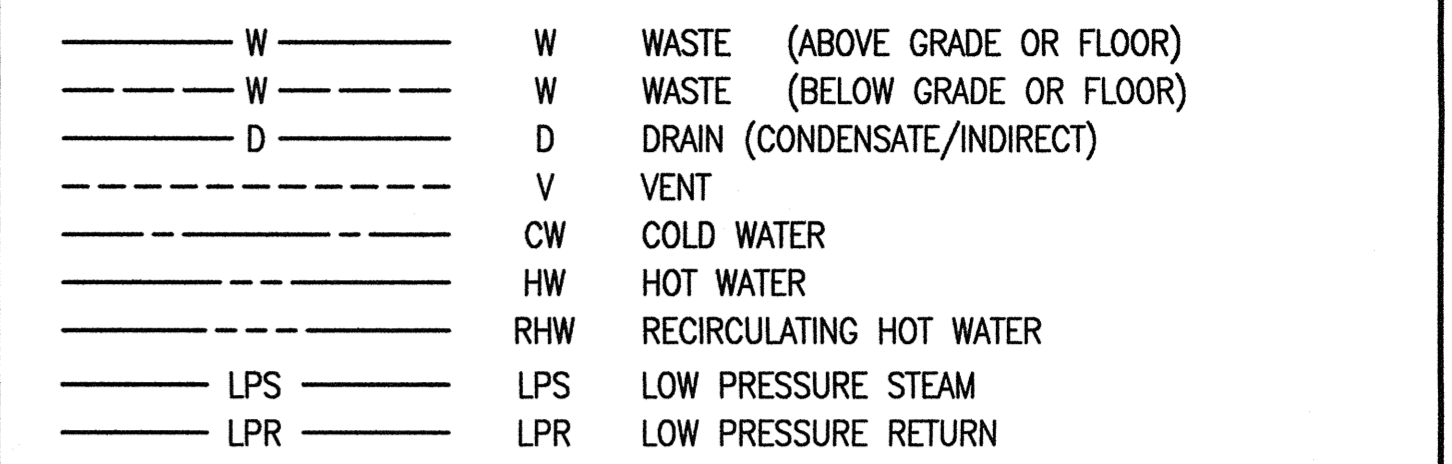 W W WASTE (ABOVE GRADE OR FLOOR)
W W WASTE (BELOW GRADE OR FLOOR)
D D DRAIN (CONDENSATE/INDIRECT)
V VENT
CW COLD WATER
HW HOT WATER
RHW RECIRCULATING HOT WATER
LPS LPS LOW PRESSURE STEAM
LPR LPR LOW PRESSURE RETURN